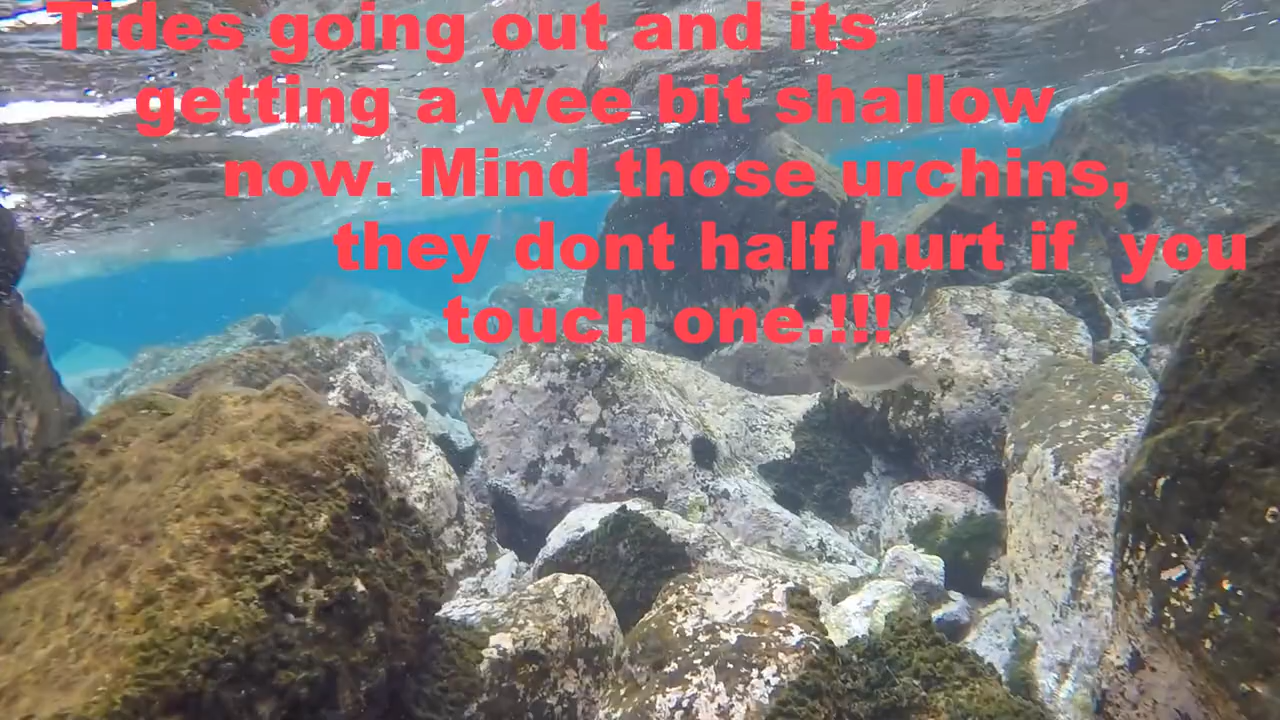 Tides going out and its
getting a wee bit shallow
now. Mind those urchins,
they dont half hurt if  you
touch one.!!!